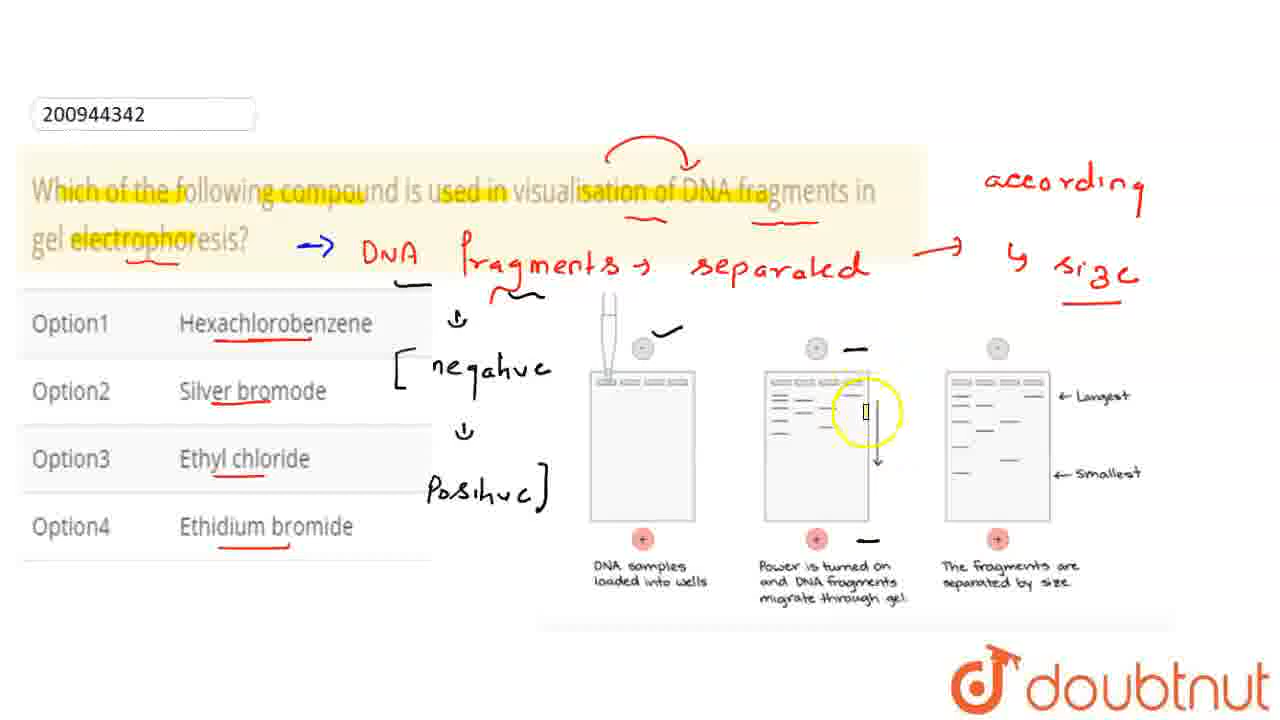 200944342
Which of the following compound is used in visualisation of DNA fragments in
gel electrophoresis?
according
→ DNA fragments → separated → ↳ size
Option1 Hexachlorobenzene
Option2 Silver bromode
Option3 Ethyl chloride
Option4 Ethidium bromide
negative
positive
← Largest
← Smallest
DNA samples
loaded into wells
Power is turned on
and DNA fragments
migrate through gel
The fragments are
separated by size
doubtnut